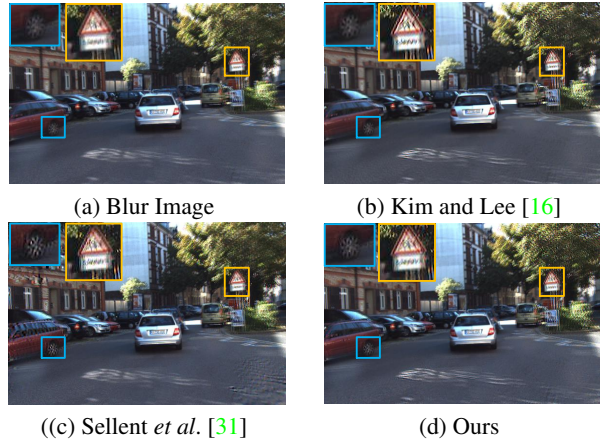 (a) Blur Image
(b) Kim and Lee [16]
((c) Sellent et al. [31]
(d) Ours